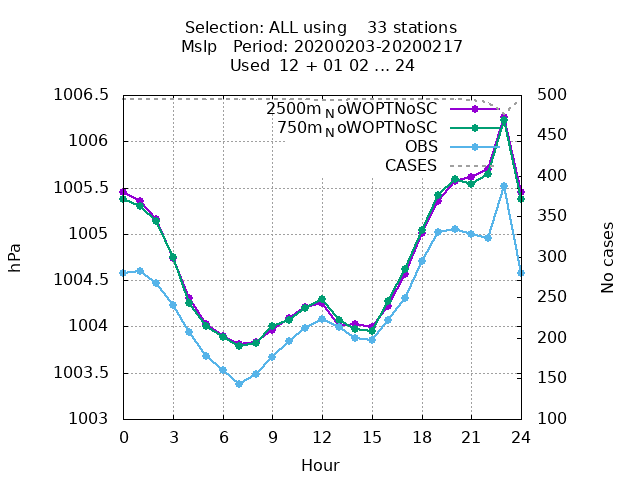 Selection: ALL using    33 stations
Mslp   Period: 20200203-20200217
Used  12 + 01 02 ... 24
1006.5
1006
1005.5
1005
1004.5
1004
1003.5
1003
500
450
400
350
300
250
200
150
100
2500m_NoWOPTNoSC
750m_NoWOPTNoSC
OBS
CASES
hPa
No cases
0 3 6 9 12 15 18 21 24
Hour